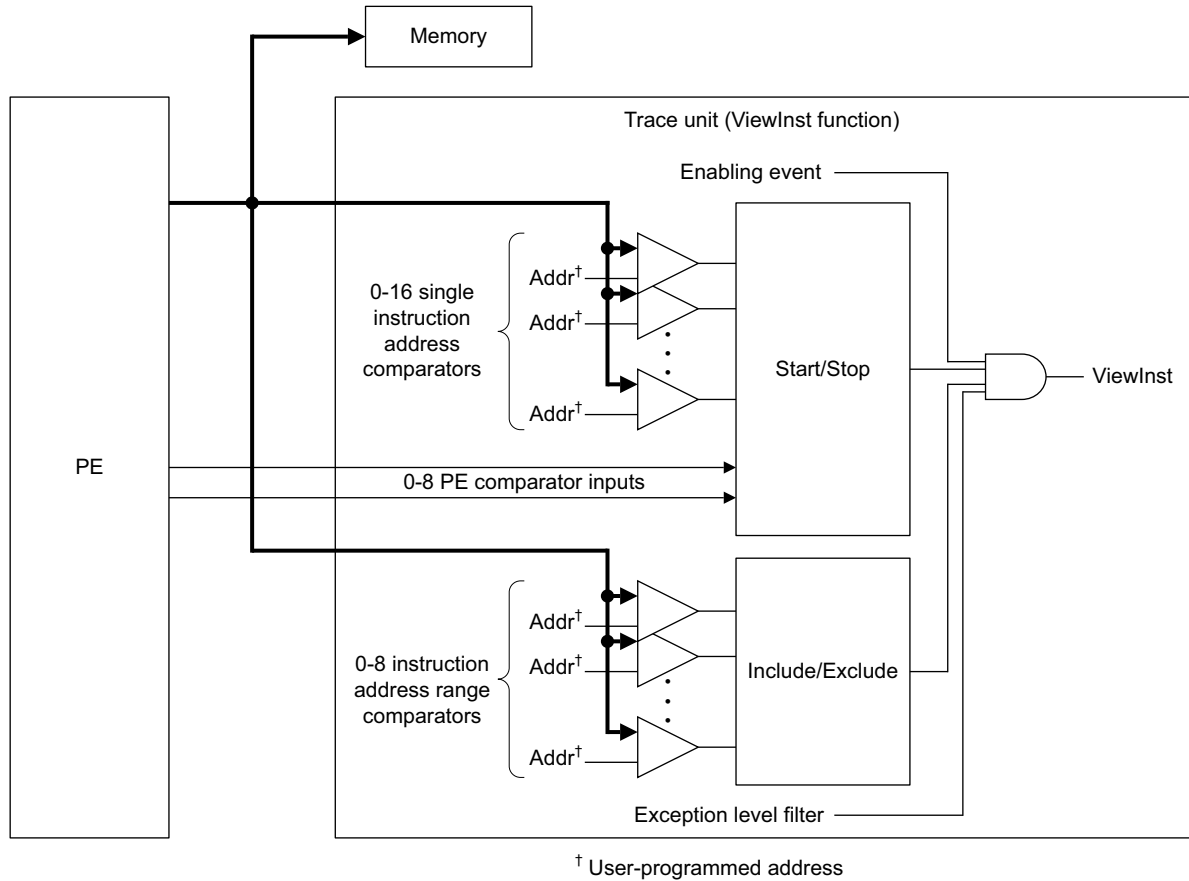 Memory
Trace unit (ViewInst function)
Enabling event
Addr†
0-16 single
instruction
address
comparators
Addr†
Addr†
Start/Stop
ViewInst
PE
0-8 PE comparator inputs
Addr†
0-8 instruction
address range
comparators
Addr†
Addr†
Include/Exclude
Exception level filter
† User-programmed address